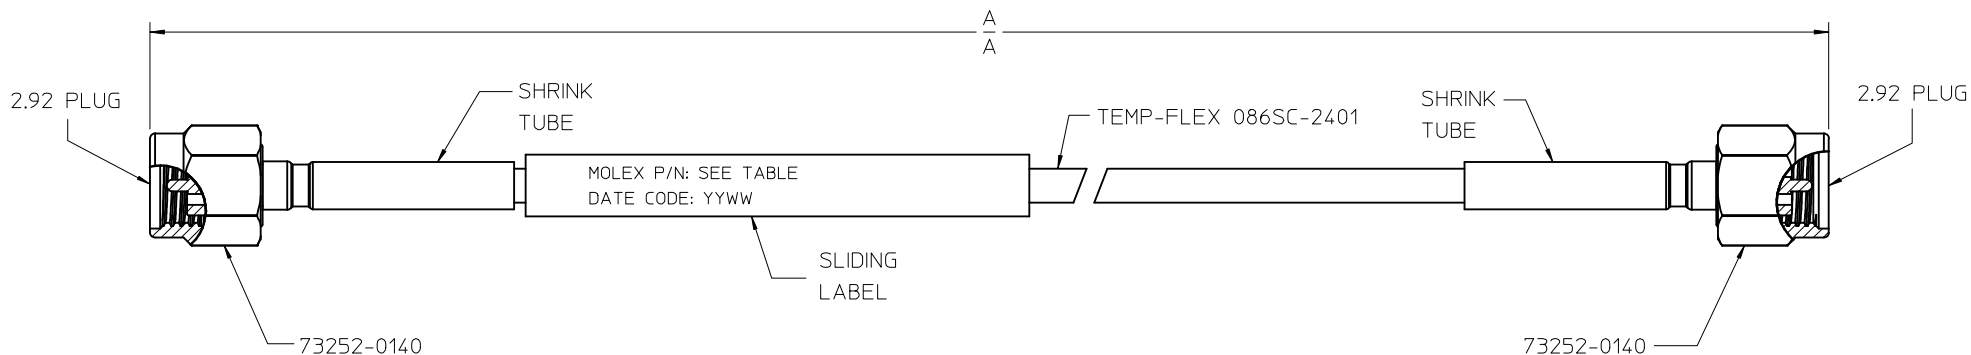 A
A
2.92 PLUG
SHRINK
TUBE
TEMP-FLEX 086SC-2401
SHRINK
TUBE
2.92 PLUG
MOLEX P/N: SEE TABLE
DATE CODE: YYWW
SLIDING
LABEL
73252-0140
73252-0140